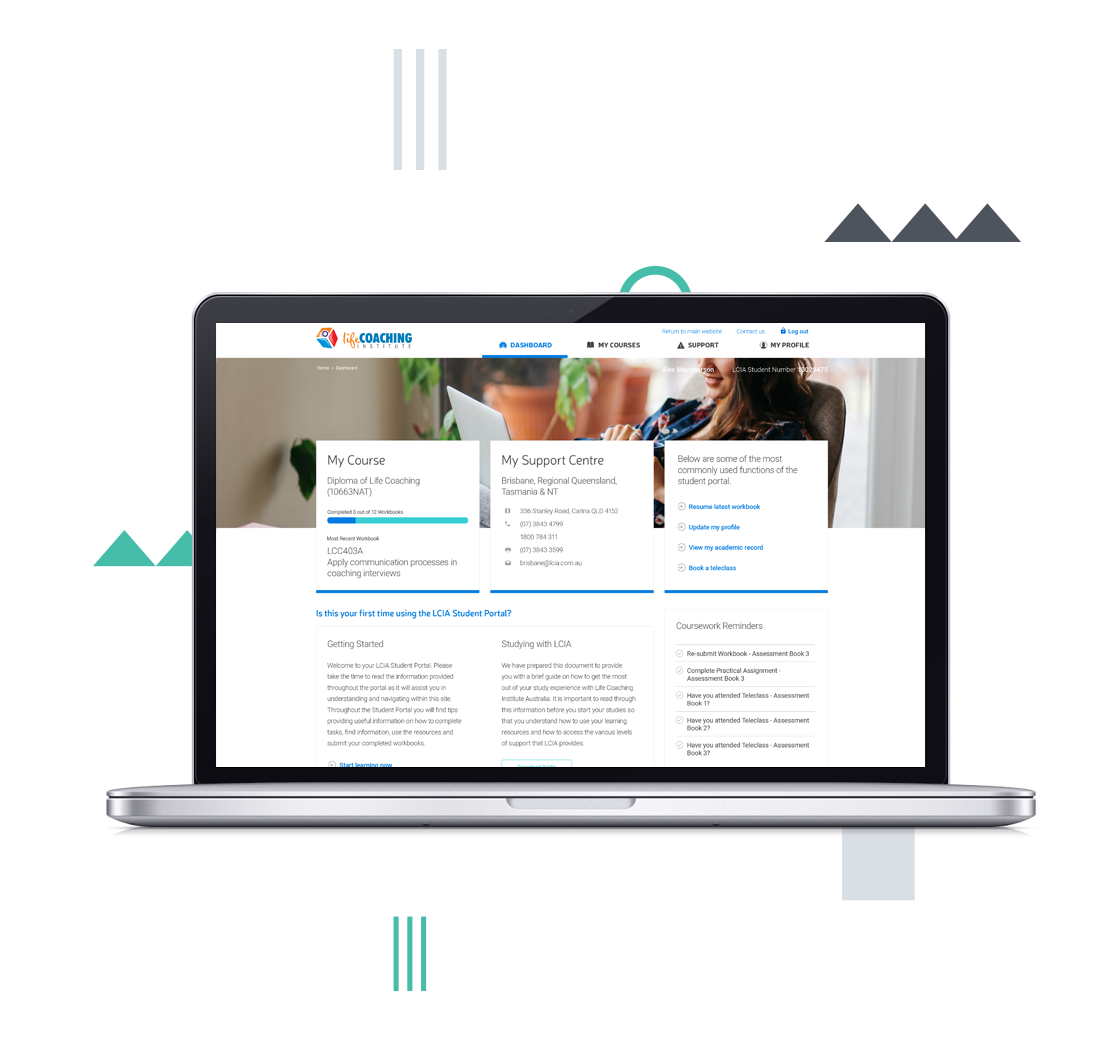 life COACHING
INSTITUTE
Return to main website Contact us Log out
DASHBOARD MY COURSES SUPPORT MY PROFILE
Home > Dashboard
LCIA Student Number
My Course
Diploma of Life Coaching
(10663NAT)
Completed 3 out of 12 Workbooks
Most Recent Workbook
LCC403A
Apply communication processes in
coaching interviews
My Support Centre
Brisbane, Regional Queensland,
Tasmania & NT
336 Stanley Road, Carina QLD 4152
(07) 3843 4799
1800 784 311
(07) 3843 3599
brisbane@lcia.com.au
Below are some of the most
commonly used functions of the
student portal.
Resume latest workbook
Update my profile
View my academic record
Book a teleclass
Is this your first time using the LCIA Student Portal?
Getting Started
Welcome to your LCIA Student Portal. Please
take the time to read the information provided
throughout the portal as it will assist you in
understanding and navigating within this site.
Throughout the Student Portal you will find tips
providing useful information on how to complete
tasks, find information, use the resources and
submit your completed workbooks.
Start learning now
Studying with LCIA
We have prepared this document to provide
you with a brief guide on how to get the most
out of your study experience with Life Coaching
Institute Australia. It is important to read through
this information before you start your studies so
that you understand how to use your learning
resources and how to access the various levels
of support that LCIA provides.
Coursework Reminders
Re-submit Workbook - Assessment Book 3
Complete Practical Assignment -
Assessment Book 3
Have you attended Teleclass - Assessment
Book 1?
Have you attended Teleclass - Assessment
Book 2?
Have you attended Teleclass - Assessment
Book 3?